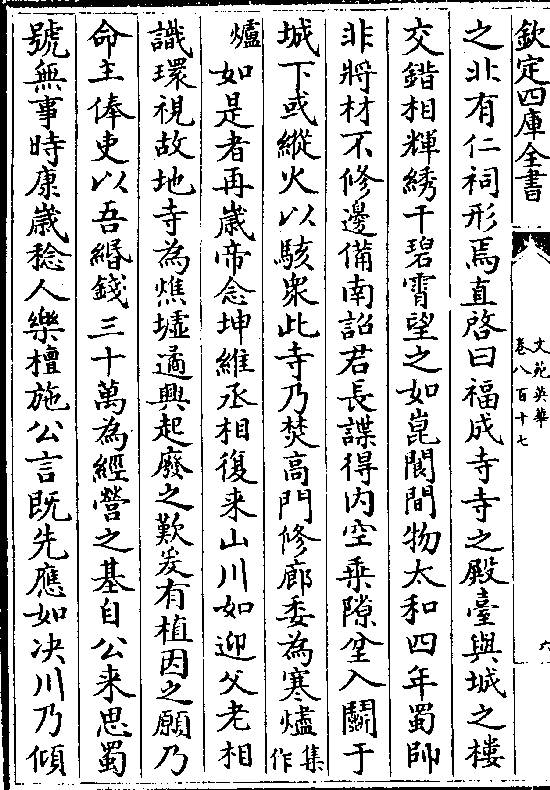 欽定四庫全書
文苑英華
卷八百十七
六
之北有仁祠形焉直啓曰福成寺寺之殿臺與城之樓
交錯相輝綉于碧霄望之如崑閬間物太和四年蜀帥
非將材不修邊備南詔君長諜得内空乗隙坌入鬬于
城下或縱火以駭衆此寺乃焚高門修廊委為寒爐集作
爐如是者再歲帝念坤維丞相復来山川如迎父老相
識環視故地寺為燋墟遹興起廢之歎爰有植因之願乃
命主俸吏以吾緡錢三十萬為經營之基自公来思蜀
號無事時康歲稔人樂檀施公言既先應如决川乃傾